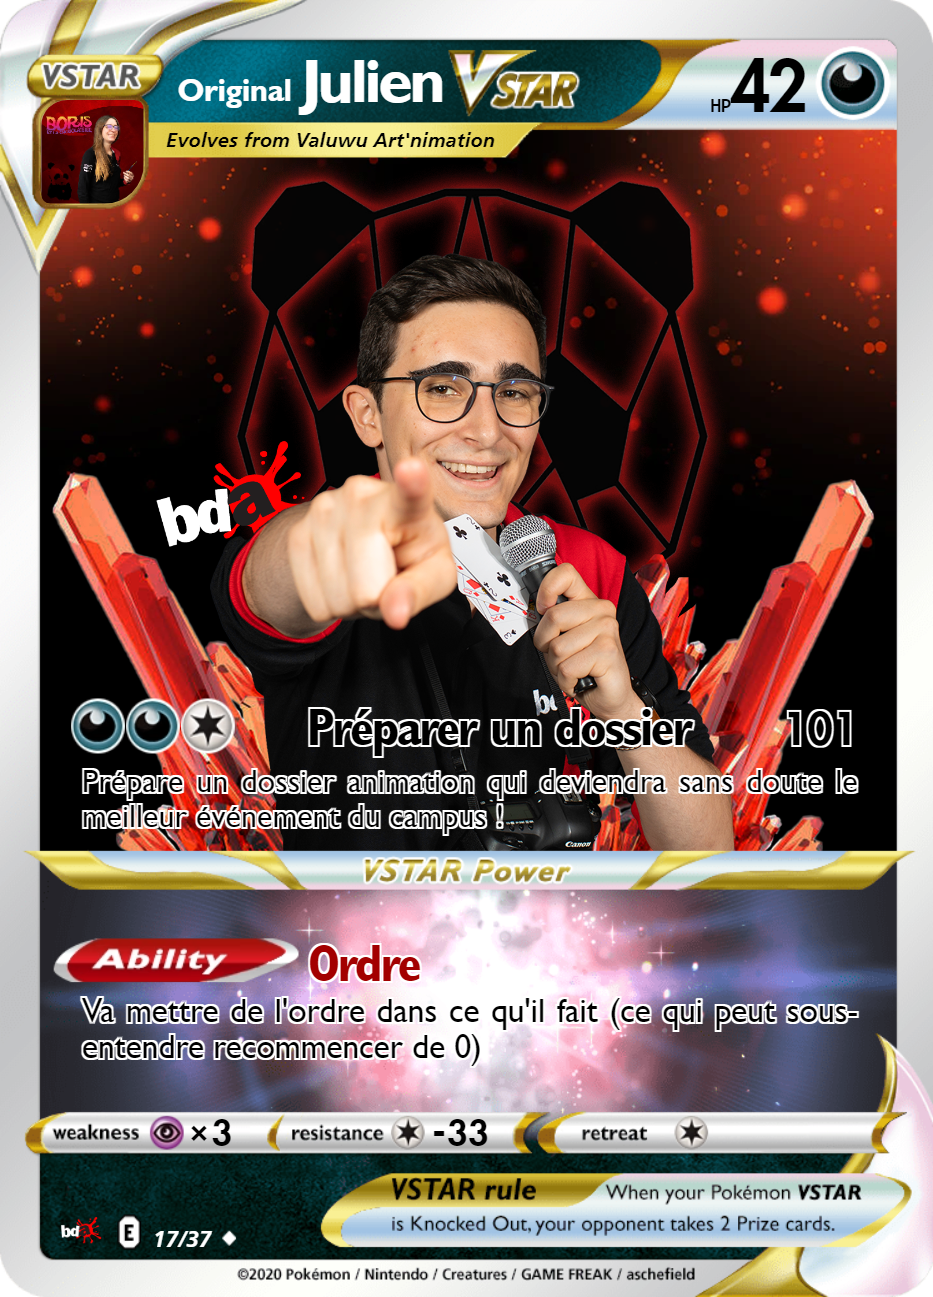 VSTAR
Original Julien VSTAR
HP 42
BORIS
Evolves from Valuwu Art'nimation
bda
Préparer un dossier 101
Prépare un dossier animation qui deviendra sans doute le
meilleur événement du campus !
Canon
VSTAR Power
Ability Ordre
Va mettre de l'ordre dans ce qu'il fait (ce qui peut sous-
entendre recommencer de 0)
weakness ×3 resistance -33 retreat
VSTAR rule When your Pokémon VSTAR
is Knocked Out, your opponent takes 2 Prize cards.
bda E 17/37
©2020 Pokémon / Nintendo / Creatures / GAME FREAK / aschefield